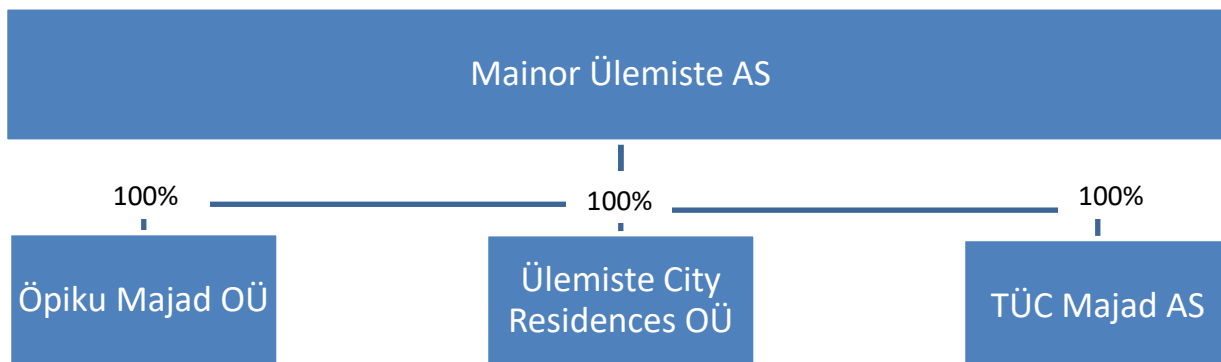 Mainor Ülemiste AS
100%
100%
100%
Öpiku Majad OÜ
Ülemiste City
Residences OÜ
TÜC Majad AS